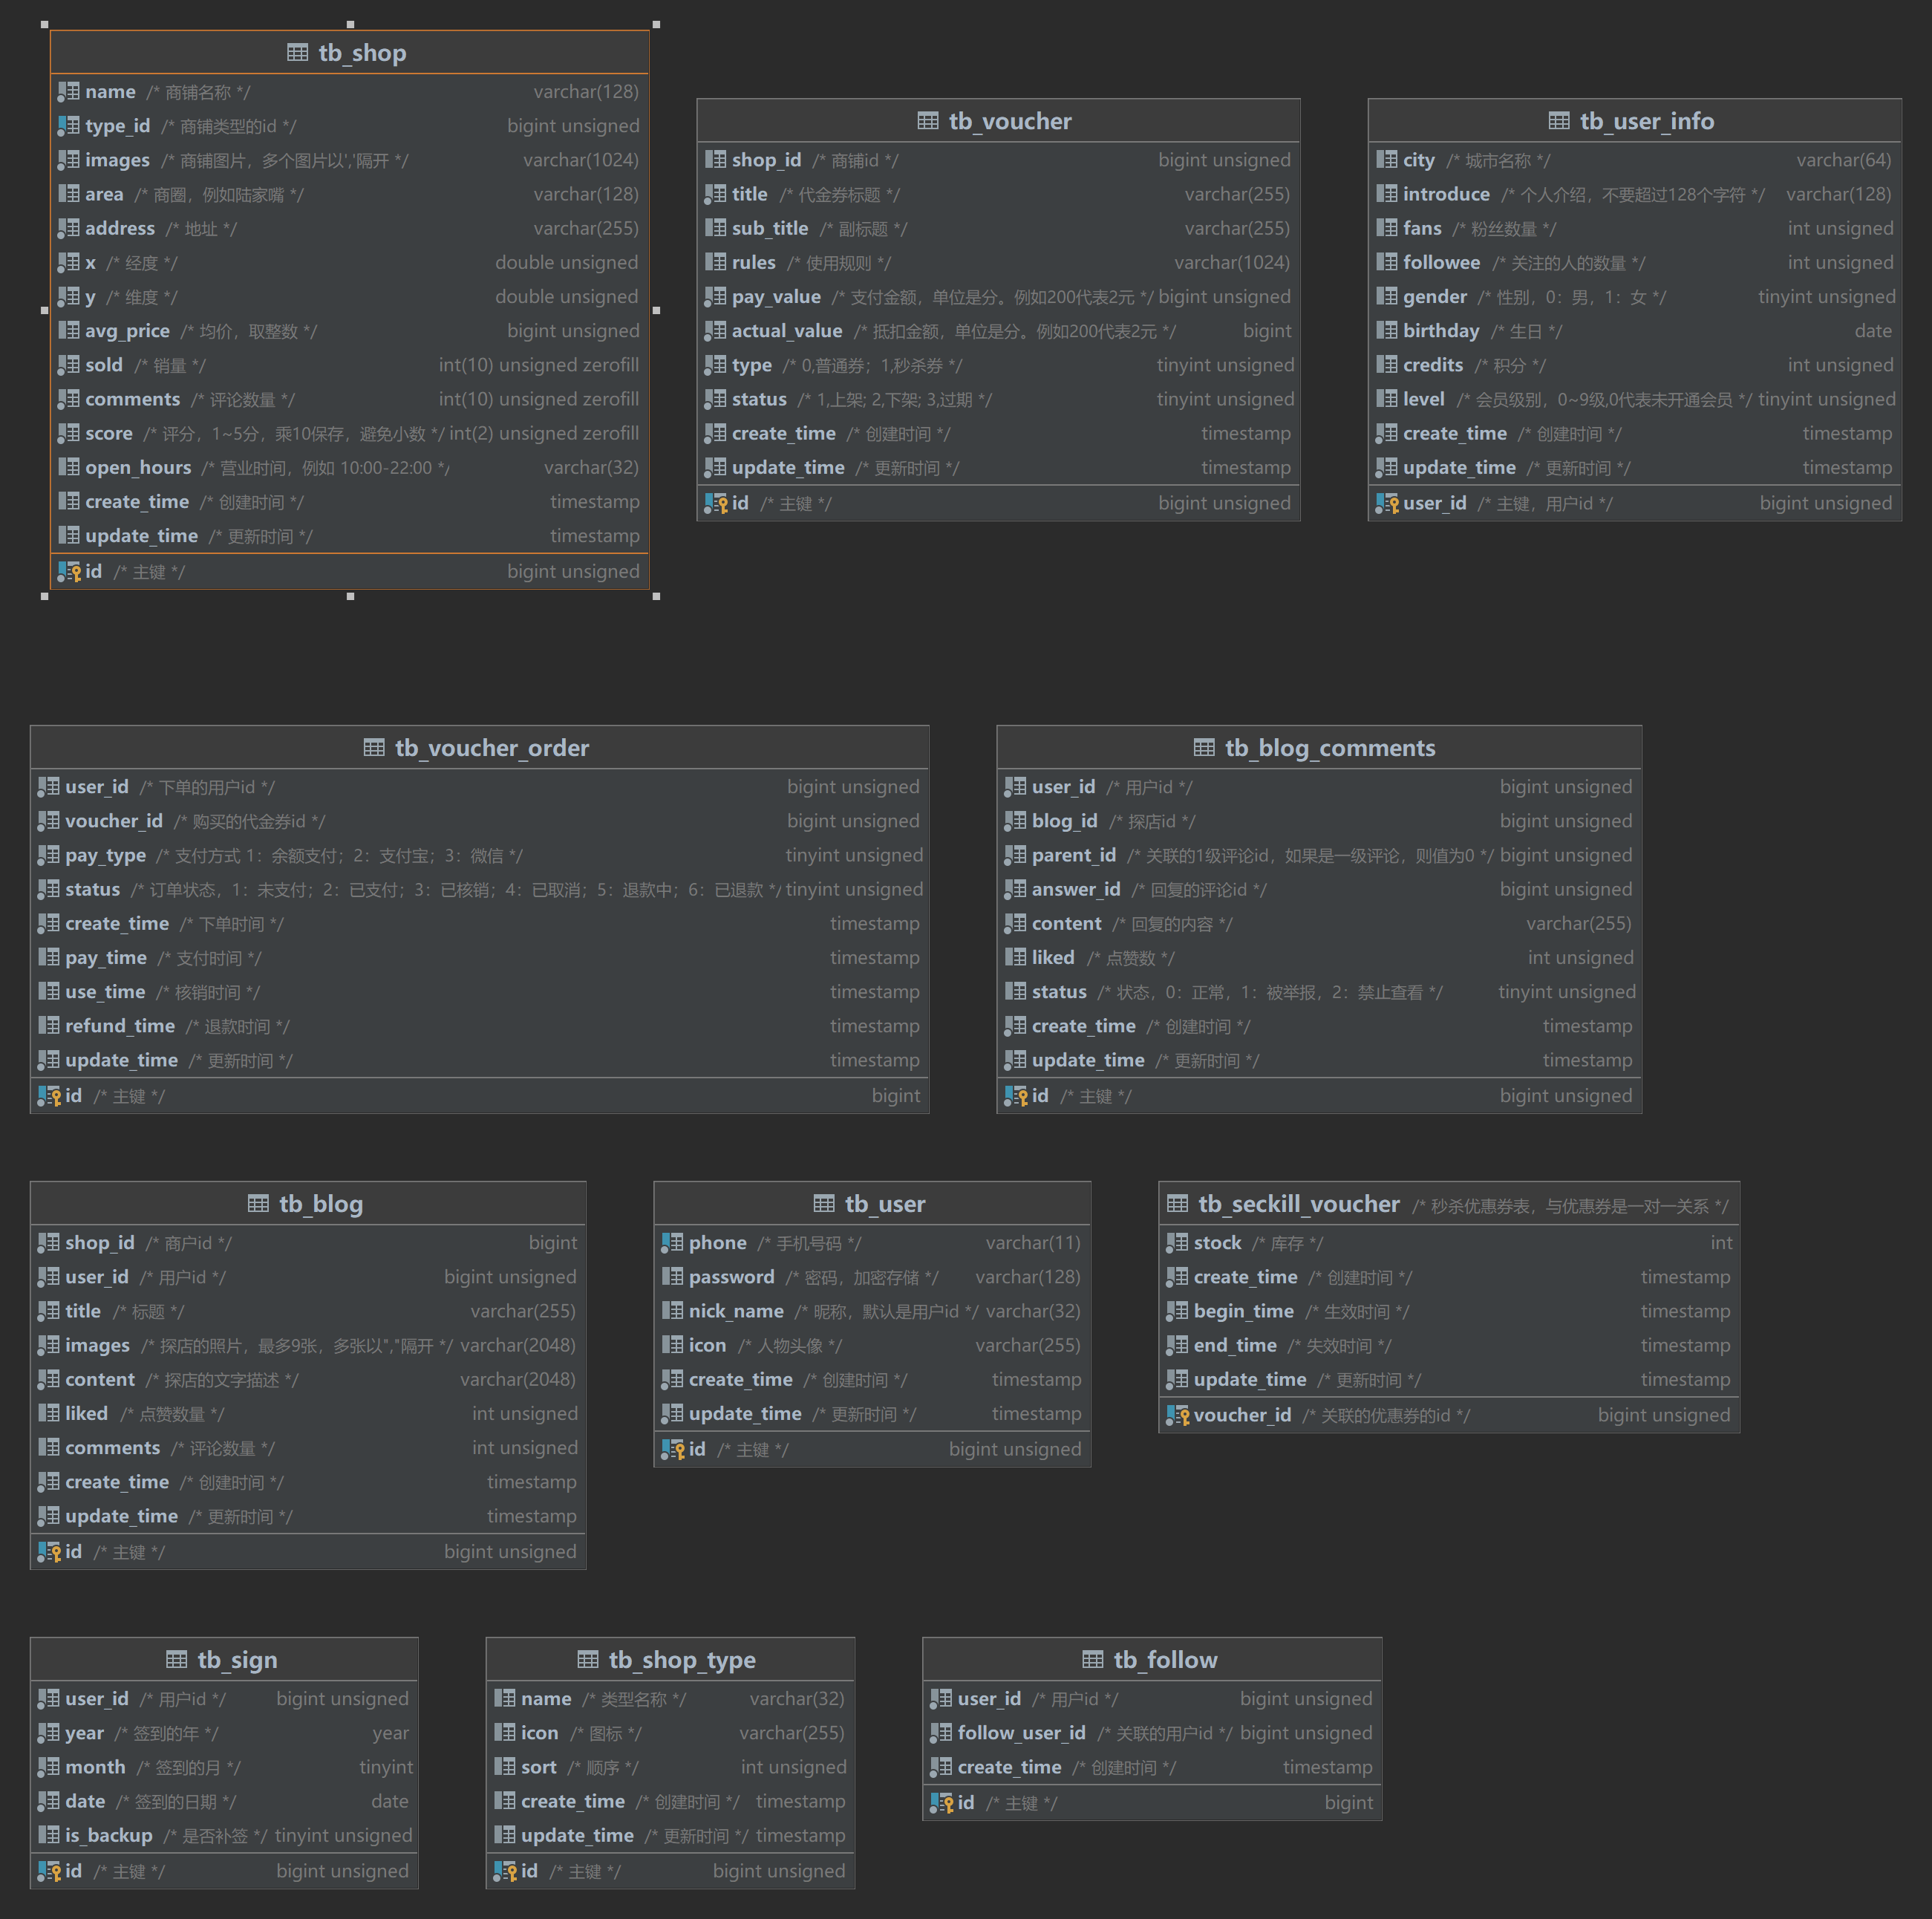 tb_shop
name /* 商铺名称 */ varchar(128)
type_id /* 商铺类型的id */ bigint unsigned
images /* 商铺图片，多个图片以','隔开 */ varchar(1024)
area /* 商圈，例如陆家嘴 */ varchar(128)
address /* 地址 */ varchar(255)
x /* 经度 */ double unsigned
y /* 维度 */ double unsigned
avg_price /* 均价，取整数 */ bigint unsigned
sold /* 销量 */ int(10) unsigned zerofill
comments /* 评论数量 */ int(10) unsigned zerofill
score /* 评分，1~5分，乘10保存，避免小数 */ int(2) unsigned zerofill
open_hours /* 营业时间，例如 10:00-22:00 */ varchar(32)
create_time /* 创建时间 */ timestamp
update_time /* 更新时间 */ timestamp
id /* 主键 */ bigint unsigned
tb_voucher
shop_id /* 商铺id */ bigint unsigned
title /* 代金券标题 */ varchar(255)
sub_title /* 副标题 */ varchar(255)
rules /* 使用规则 */ varchar(1024)
pay_value /* 支付金额，单位是分。例如200代表2元 */ bigint unsigned
actual_value /* 抵扣金额，单位是分。例如200代表2元 */ bigint
type /* 0,普通券；1,秒杀券 */ tinyint unsigned
status /* 1,上架; 2,下架; 3,过期 */ tinyint unsigned
create_time /* 创建时间 */ timestamp
update_time /* 更新时间 */ timestamp
id /* 主键 */ bigint unsigned
tb_user_info
city /* 城市名称 */ varchar(64)
introduce /* 个人介绍，不要超过128个字符 */ varchar(128)
fans /* 粉丝数量 */ int unsigned
followee /* 关注的人的数量 */ int unsigned
gender /* 性别，0：男，1：女 */ tinyint unsigned
birthday /* 生日 */ date
credits /* 积分 */ int unsigned
level /* 会员级别，0~9级,0代表未开通会员 */ tinyint unsigned
create_time /* 创建时间 */ timestamp
update_time /* 更新时间 */ timestamp
user_id /* 主键，用户id */ bigint unsigned
tb_voucher_order
user_id /* 下单的用户id */ bigint unsigned
voucher_id /* 购买的代金券id */ bigint unsigned
pay_type /* 支付方式 1：余额支付；2：支付宝；3：微信 */ tinyint unsigned
status /* 订单状态，1：未支付；2：已支付；3：已核销；4：已取消；5：退款中；6：已退款 */ tinyint unsigned
create_time /* 下单时间 */ timestamp
pay_time /* 支付时间 */ timestamp
use_time /* 核销时间 */ timestamp
refund_time /* 退款时间 */ timestamp
update_time /* 更新时间 */ timestamp
id /* 主键 */ bigint
tb_blog_comments
user_id /* 用户id */ bigint unsigned
blog_id /* 探店id */ bigint unsigned
parent_id /* 关联的1级评论id，如果是一级评论，则值为0 */ bigint unsigned
answer_id /* 回复的评论id */ bigint unsigned
content /* 回复的内容 */ varchar(255)
liked /* 点赞数 */ int unsigned
status /* 状态，0：正常，1：被举报，2：禁止查看 */ tinyint unsigned
create_time /* 创建时间 */ timestamp
update_time /* 更新时间 */ timestamp
id /* 主键 */ bigint unsigned
tb_blog
shop_id /* 商户id */ bigint
user_id /* 用户id */ bigint unsigned
title /* 标题 */ varchar(255)
images /* 探店的照片，最多9张，多张以","隔开 */ varchar(2048)
content /* 探店的文字描述 */ varchar(2048)
liked /* 点赞数量 */ int unsigned
comments /* 评论数量 */ int unsigned
create_time /* 创建时间 */ timestamp
update_time /* 更新时间 */ timestamp
id /* 主键 */ bigint unsigned
tb_user
phone /* 手机号码 */ varchar(11)
password /* 密码，加密存储 */ varchar(128)
nick_name /* 昵称，默认是用户id */ varchar(32)
icon /* 人物头像 */ varchar(255)
create_time /* 创建时间 */ timestamp
update_time /* 更新时间 */ timestamp
id /* 主键 */ bigint unsigned
tb_seckill_voucher /* 秒杀优惠券表，与优惠券是一对一关系 */
stock /* 库存 */ int
create_time /* 创建时间 */ timestamp
begin_time /* 生效时间 */ timestamp
end_time /* 失效时间 */ timestamp
update_time /* 更新时间 */ timestamp
voucher_id /* 关联的优惠券的id */ bigint unsigned
tb_sign
user_id /* 用户id */ bigint unsigned
year /* 签到的年 */ year
month /* 签到的月 */ tinyint
date /* 签到的日期 */ date
is_backup /* 是否补签 */ tinyint unsigned
id /* 主键 */ bigint unsigned
tb_shop_type
name /* 类型名称 */ varchar(32)
icon /* 图标 */ varchar(255)
sort /* 顺序 */ int unsigned
create_time /* 创建时间 */ timestamp
update_time /* 更新时间 */ timestamp
id /* 主键 */ bigint unsigned
tb_follow
user_id /* 用户id */ bigint unsigned
follow_user_id /* 关联的用户id */ bigint unsigned
create_time /* 创建时间 */ timestamp
id /* 主键 */ bigint